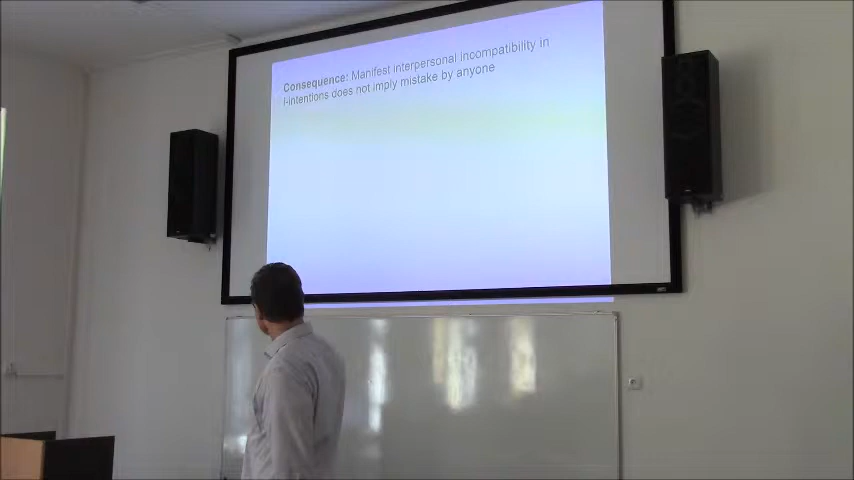 Consequence: Manifest interpersonal Incompatibility in
I-intentions does not imply mistake by anyone